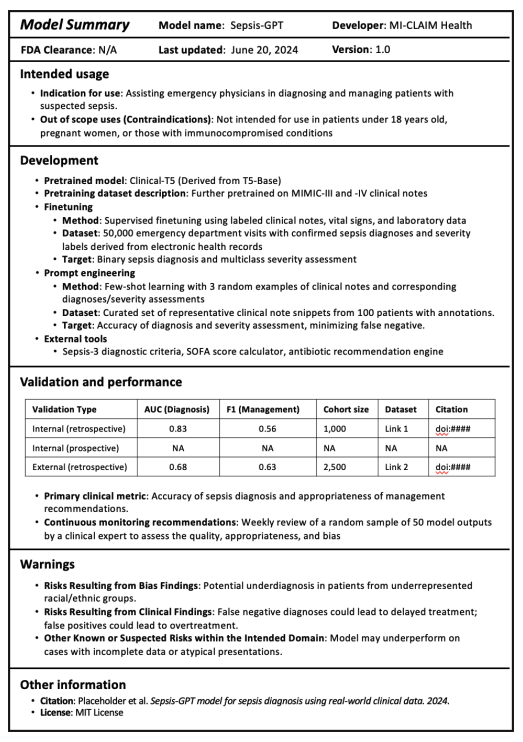 Model Summary Model name: Sepsis-GPT Developer: MI-CLAIM Health
FDA Clearance: N/A Last updated: June 20, 2024 Version: 1.0
Intended usage
• Indication for use: Assisting emergency physicians in diagnosing and managing patients with
suspected sepsis.
• Out of scope uses (Contraindications): Not intended for use in patients under 18 years old,
pregnant women, or those with immunocompromised conditions
Development
• Pretrained model: Clinical-T5 (Derived from T5-Base)
• Pretraining dataset description: Further pretrained on MIMIC-III and -IV clinical notes
• Finetuning
• Method: Supervised finetuning using labeled clinical notes, vital signs, and laboratory data
• Dataset: 50,000 emergency department visits with confirmed sepsis diagnoses and severity
labels derived from electronic health records
• Target: Binary sepsis diagnosis and multiclass severity assessment
• Prompt engineering
• Method: Few-shot learning with 3 random examples of clinical notes and corresponding
diagnoses/severity assessments
• Dataset: Curated set of representative clinical note snippets from 100 patients with annotations.
• Target: Accuracy of diagnosis and severity assessment, minimizing false negative.
• External tools
• Sepsis-3 diagnostic criteria, SOFA score calculator, antibiotic recommendation engine
Validation and performance
Validation Type AUC (Diagnosis) F1 (Management) Cohort size Dataset Citation
Internal (retrospective) 0.83 0.56 1,000 Link 1 doi:####
Internal (prospective) NA NA NA NA NA
External (retrospective) 0.68 0.63 2,500 Link 2 doi:####
• Primary clinical metric: Accuracy of sepsis diagnosis and appropriateness of management
recommendations.
• Continuous monitoring recommendations: Weekly review of a random sample of 50 model outputs
by a clinical expert to assess the quality, appropriateness, and bias
Warnings
• Risks Resulting from Bias Findings: Potential underdiagnosis in patients from underrepresented
racial/ethnic groups.
• Risks Resulting from Clinical Findings: False negative diagnoses could lead to delayed treatment;
false positives could lead to overtreatment.
• Other Known or Suspected Risks within the Intended Domain: Model may underperform on
cases with incomplete data or atypical presentations.
Other information
• Citation: Placeholder et al. Sepsis-GPT model for sepsis diagnosis using real-world clinical data. 2024.
• License: MIT License